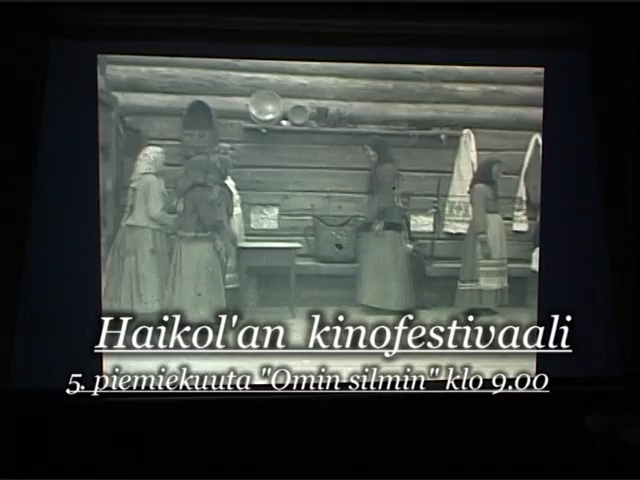 Haikol'an kinofestivaali
5. piemiekuuta "Omin silmin" klo 9.00